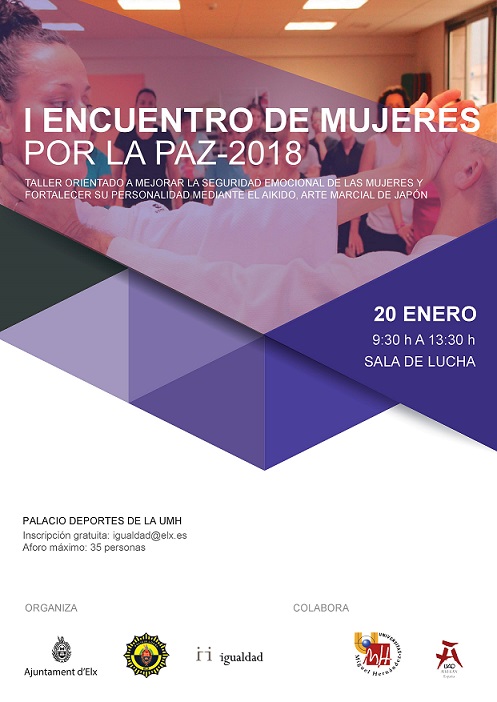 I ENCUENTRO DE MUJERES
POR LA PAZ-2018
TALLER ORIENTADO A MEJORAR LA SEGURIDAD EMOCIONAL DE LAS MUJERES Y
FORTALECER SU PERSONALIDAD MEDIANTE EL AIKIDO, ARTE MARCIAL DE JAPÓN
20 ENERO
9:30 h A 13:30 h
SALA DE LUCHA
PALACIO DEPORTES DE LA UMH
Inscripción gratuita: igualdad@elx.es
Aforo máximo: 35 personas
ORGANIZA
COLABORA
Ajuntament d'Elx
igualdad
UNIVERSITAS
Miguel Hernández